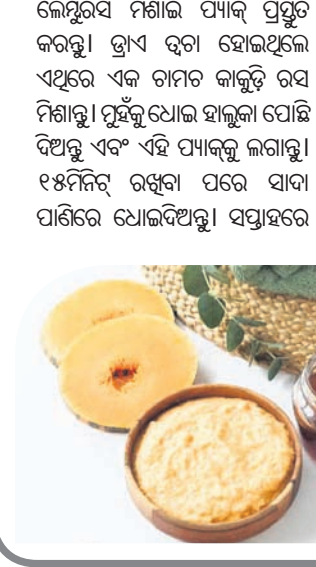 ଲେମ୍ବୁରସ ମିଶାଇ ପ୍ୟାକ୍ ପ୍ରସ୍ତୁତ
କରନ୍ତୁ। ଡ୍ରାଏ ତ୍ୱଚା ହୋଇଥିଲେ
ଏଥିରେ ଏକ ଚାମଚ କାକୁଡ଼ି ରସ
ମିଶାନ୍ତୁ। ମୁହଁକୁ ଧୋଇ ହାଲୁକା ପୋଛି
ଦିଅନ୍ତୁ ଏବଂ ଏହି ପ୍ୟାକ୍‌କୁ ଲଗାନ୍ତୁ।
୧୫ମିନିଟ୍ ରଖିବା ପରେ ସାଦା
ପାଣିରେ ଧୋଇଦିଅନ୍ତୁ। ସପ୍ତାହରେ